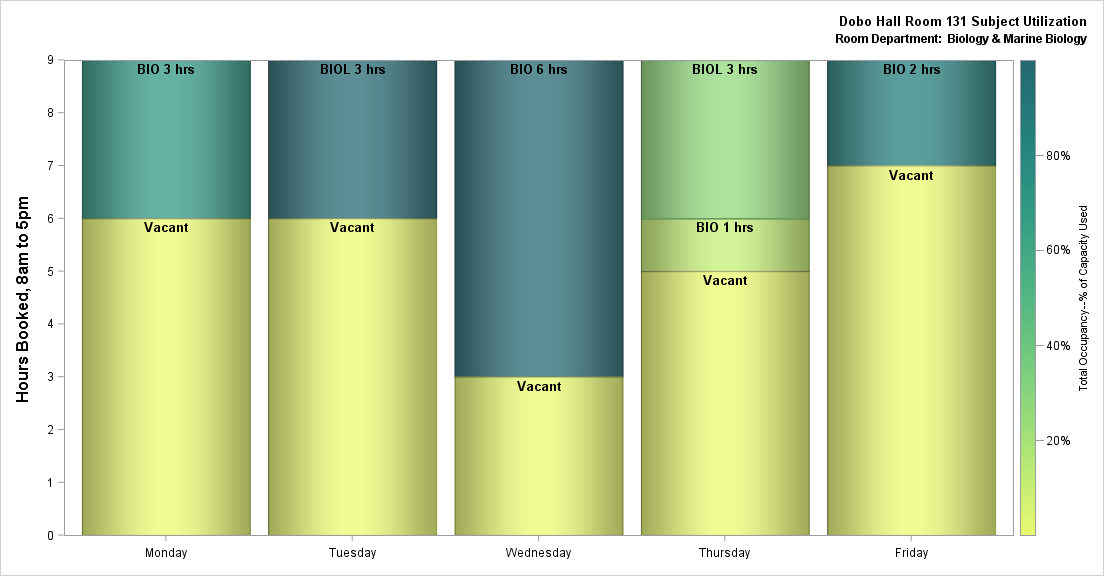 Dobo Hall Room 131 Subject Utilization
Room Department: Biology & Marine Biology
Hours Booked, 8am to 5pm
9
8
7
6
5
4
3
2
1
0
BIO 3 hrs
Vacant
BIOL 3 hrs
Vacant
BIO 6 hrs
Vacant
BIOL 3 hrs
BIO 1 hrs
Vacant
BIO 2 hrs
Vacant
Monday
Tuesday
Wednesday
Thursday
Friday
80%
60%
40%
20%
Total Occupancy--% of Capacity Used